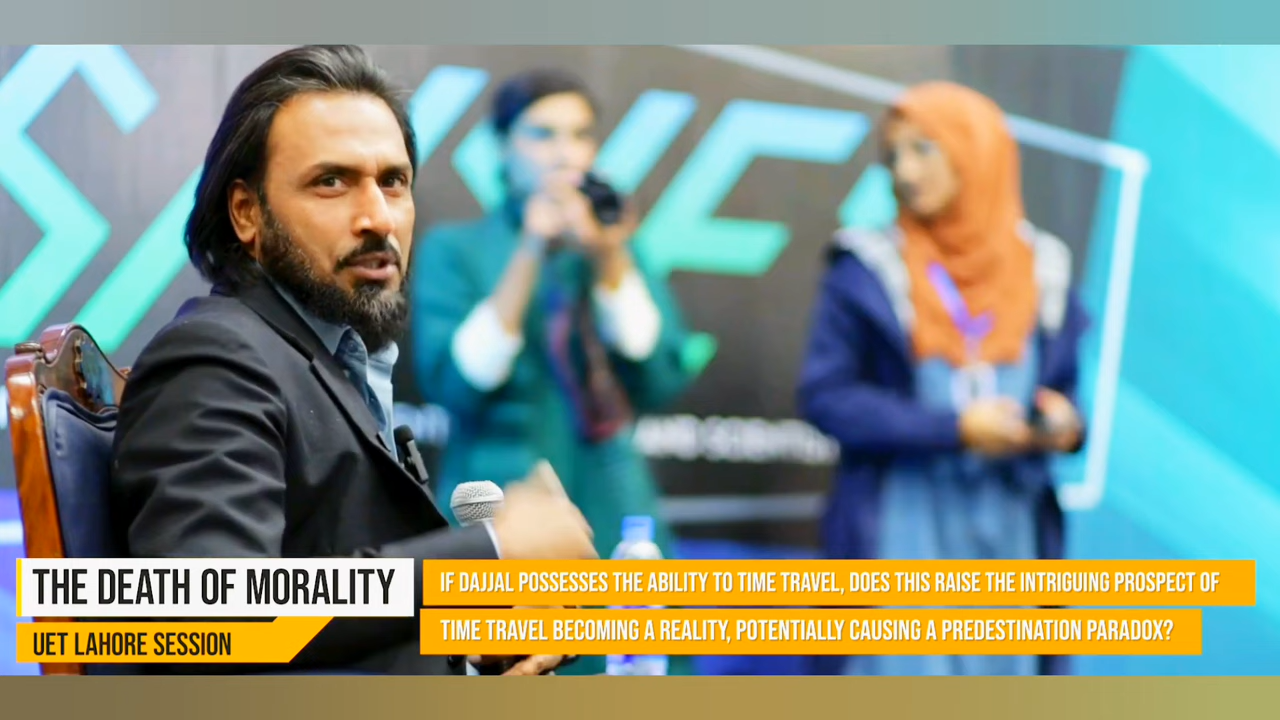 THE DEATH OF MORALITY
UET LAHORE SESSION
IF DAJJAL POSSESSES THE ABILITY TO TIME TRAVEL, DOES THIS RAISE THE INTRIGUING PROSPECT OF
TIME TRAVEL BECOMING A REALITY, POTENTIALLY CAUSING A PREDESTINATION PARADOX?